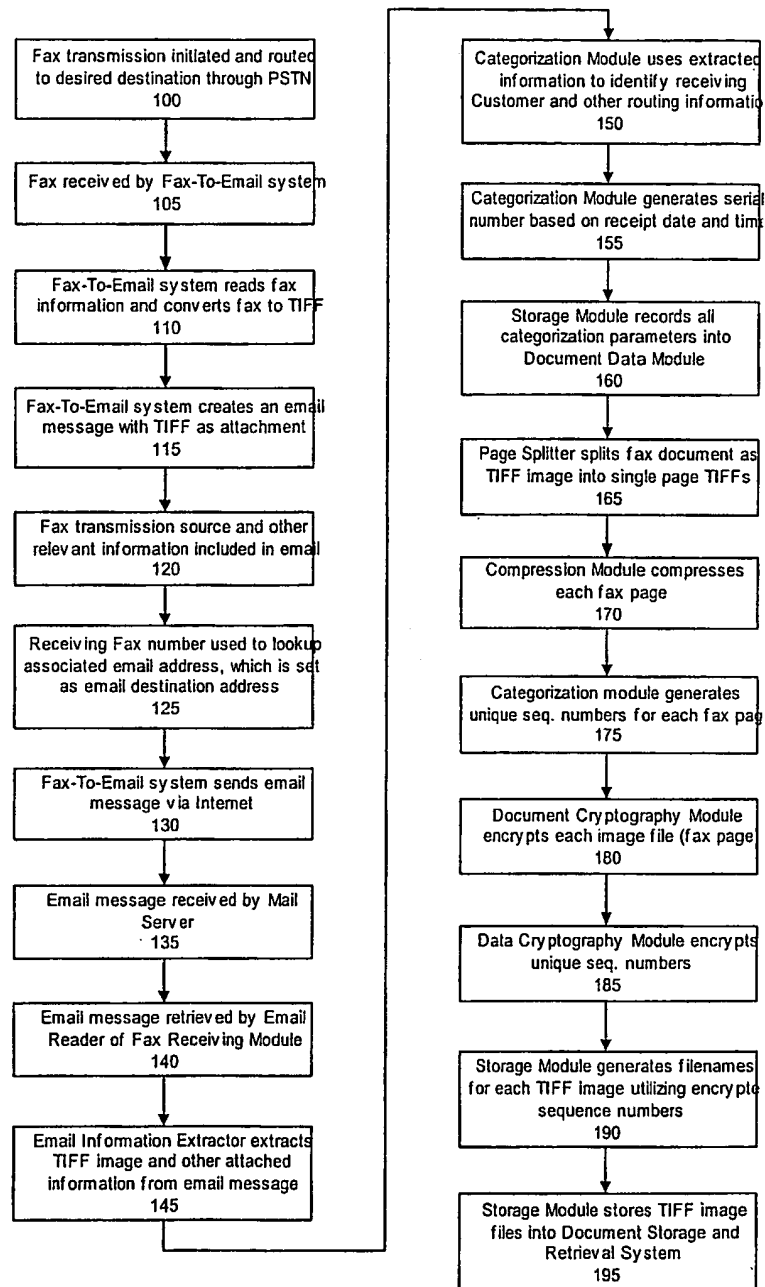 Fax transmission initiated and routed
to desired destination through PSTN
100
Fax received by Fax-To-Email system
105
Fax-To-Email system reads fax
information and converts fax to TIFF
110
Fax-To-Email system creates an email
message with TIFF as attachment
115
Fax transmission source and other
relevant information included in email
120
Receiving Fax number used to lookup
associated email address, which is set
as email destination address
125
Fax-To-Email system sends email
message via Internet
130
Email message received by Mail
Server
135
Email message retrieved by Email
Reader of Fax Receiving Module
140
Email Information Extractor extracts
TIFF image and other attached
information from email message
145
Categorization Module uses extracted
information to identify receiving
Customer and other routing informatio
150
Categorization Module generates serial
number based on receipt date and time
155
Storage Module records all
categorization parameters into
Document Data Module
160
Page Splitter splits fax document as
TIFF image into single page TIFFs
165
Compression Module compresses
each fax page
170
Categorization module generates
unique seq. numbers for each fax pag
175
Document Cryptography Module
encrypts each image file (fax page
180
Data Cryptography Module encrypts
unique seq. numbers
185
Storage Module generates filenames
for each TIFF image utilizing encrypte
sequence numbers
190
Storage Module stores TIFF image
files into Document Storage and
Retrieval System
195